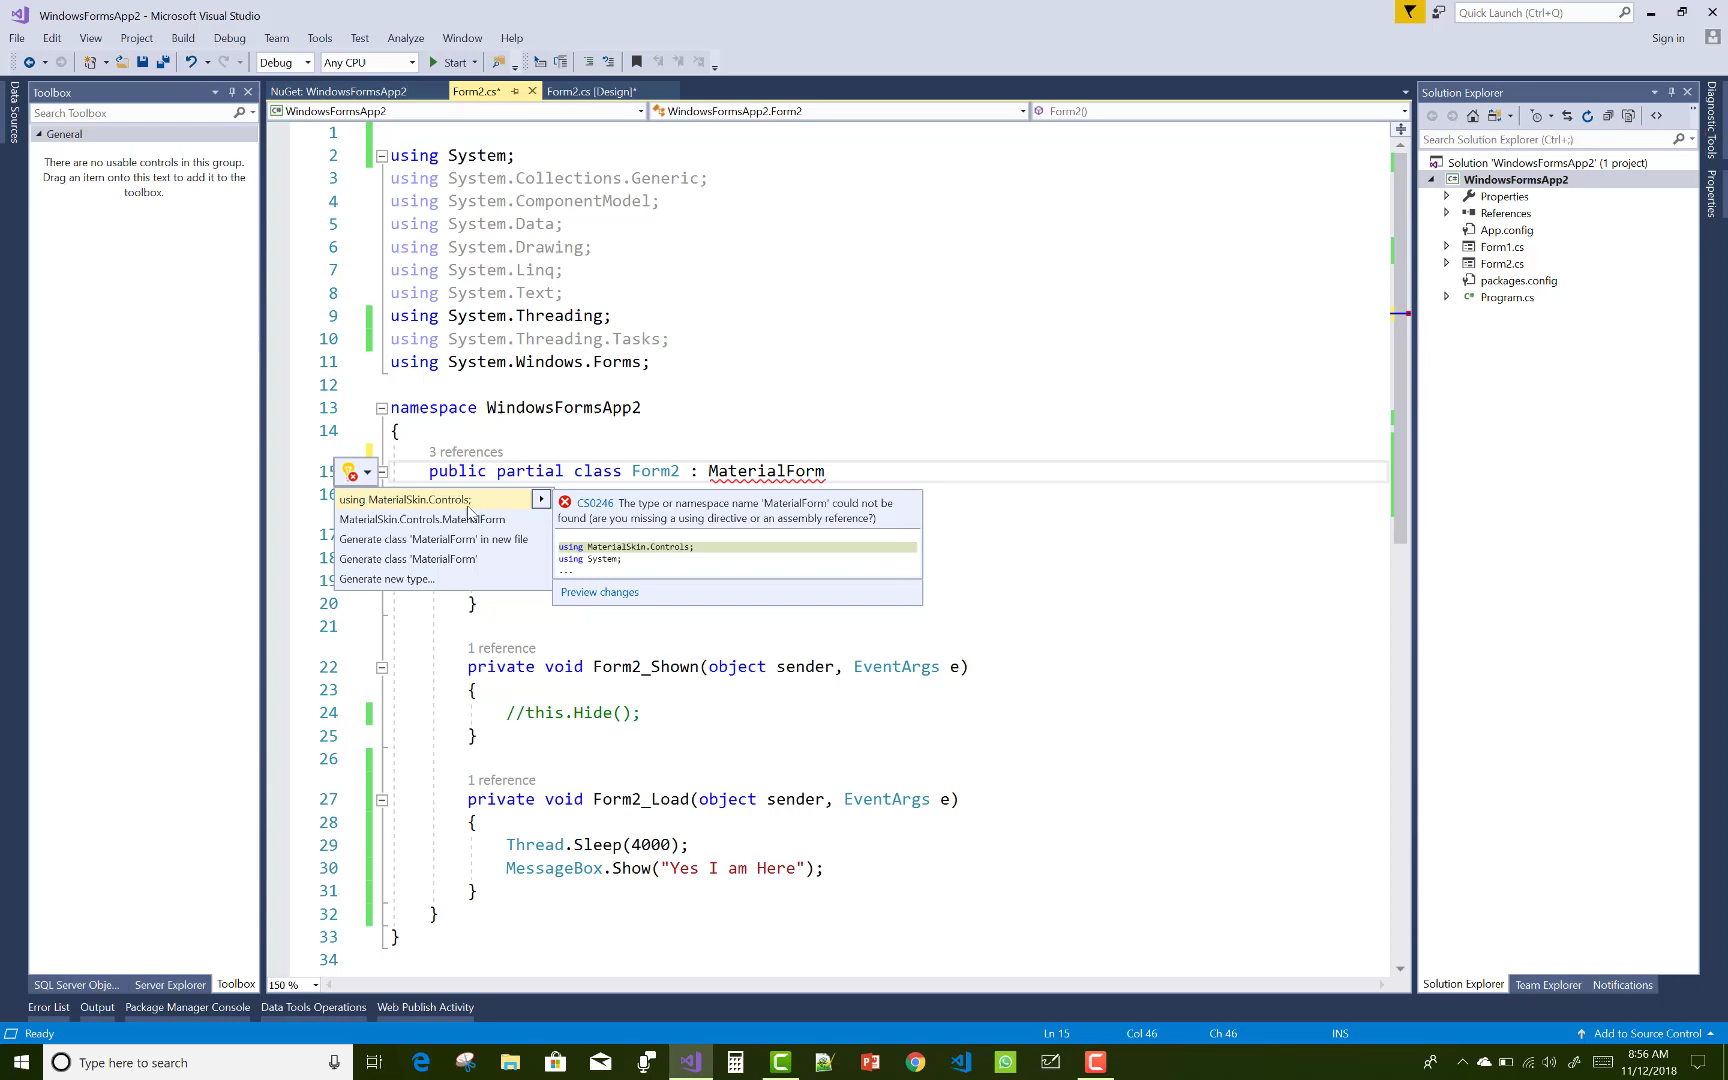 WindowsFormsApp2 - Microsoft Visual Studio
Quick Launch (Ctrl+Q)
File Edit View Project Build Debug Team Tools Test Analyze Window Help
Sign in
Debug Any CPU Start
Data Sources
Toolbox
Search Toolbox
General
There are no usable controls in this group.
Drag an item onto this text to add it to the
toolbox.
NuGet: WindowsFormsApp2 Form2.cs* Form2.cs [Design]*
WindowsFormsApp2 WindowsFormsApp2.Form2 Form2()
1
2 using System;
3 using System.Collections.Generic;
4 using System.ComponentModel;
5 using System.Data;
6 using System.Drawing;
7 using System.Linq;
8 using System.Text;
9 using System.Threading;
10 using System.Threading.Tasks;
11 using System.Windows.Forms;
12
13 namespace WindowsFormsApp2
14 {
3 references
15 public partial class Form2 : MaterialForm
using MaterialSkin.Controls;
MaterialSkin.Controls.MaterialForm
Generate class 'MaterialForm' in new file
Generate class 'MaterialForm'
Generate new type...
CS0246 The type or namespace name 'MaterialForm' could not be
found (are you missing a using directive or an assembly reference?)
using MaterialSkin.Controls;
using System;
...
Preview changes
20 }
21
1 reference
22 private void Form2_Shown(object sender, EventArgs e)
23 {
24 //this.Hide();
25 }
26
1 reference
27 private void Form2_Load(object sender, EventArgs e)
28 {
29 Thread.Sleep(4000);
30 MessageBox.Show("Yes I am Here");
31 }
32 }
33 }
34
150 %
Solution Explorer
Search Solution Explorer (Ctrl+;)
Solution 'WindowsFormsApp2' (1 project)
WindowsFormsApp2
Properties
References
App.config
Form1.cs
Form2.cs
packages.config
Program.cs
Diagnostic Tools
Properties
SQL Server Obje... Server Explorer Toolbox
Solution Explorer Team Explorer Notifications
Error List Output Package Manager Console Data Tools Operations Web Publish Activity
Ready Ln 15 Col 46 Ch 46 INS Add to Source Control
Type here to search
8:56 AM
11/12/2018